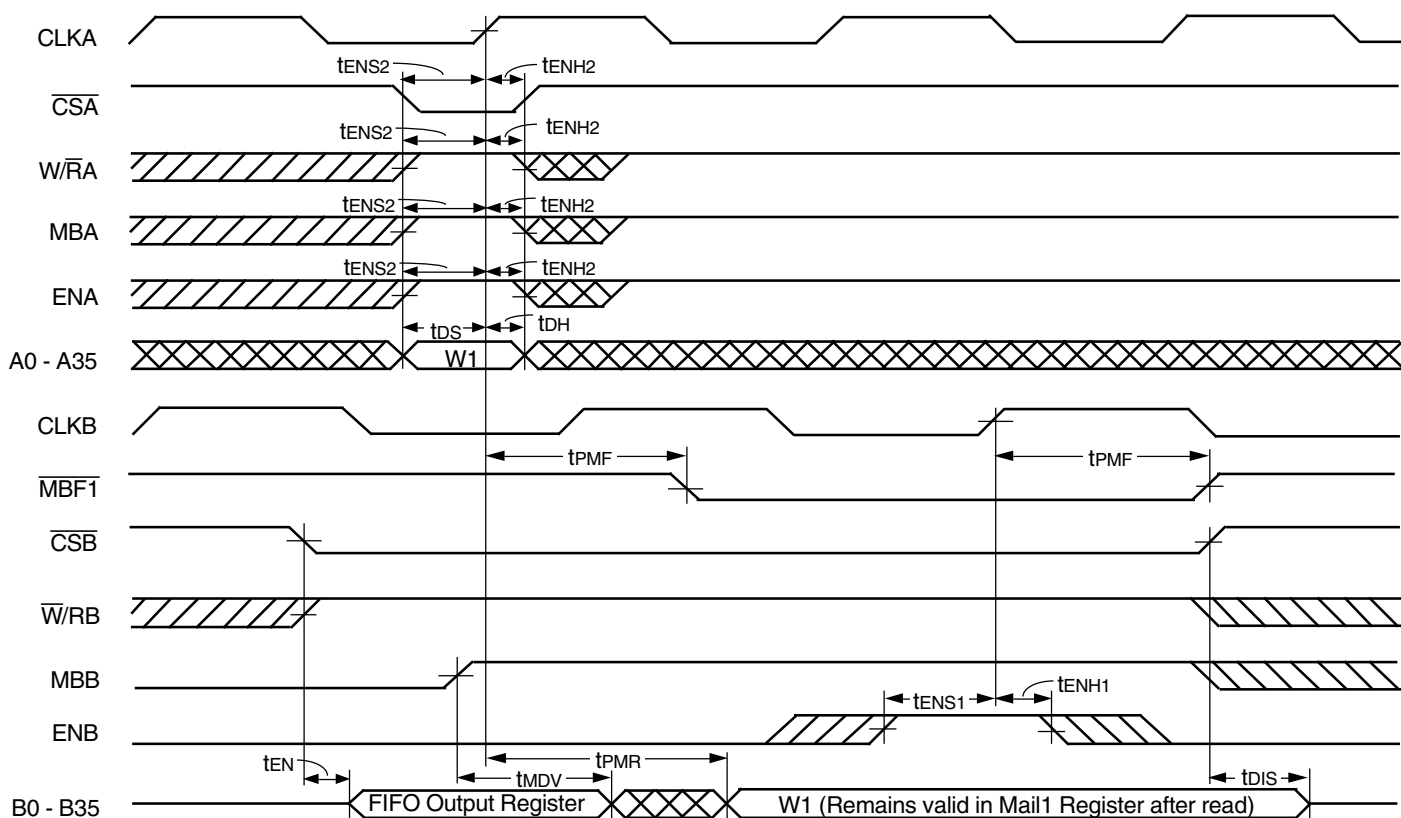 CLKA
tENS2 tENH2
CSA
tENS2 tENH2
W/RA
tENS2 tENH2
MBA
tENS2 tENH2
ENA
tDS tDH
A0 - A35 W1
CLKB
tPMF tPMF
MBF1
CSB
W/RB
MBB
tENS1 tENH1
ENB
tEN tPMR
tMDV tDIS
B0 - B35 FIFO Output Register W1 (Remains valid in Mail1 Register after read)